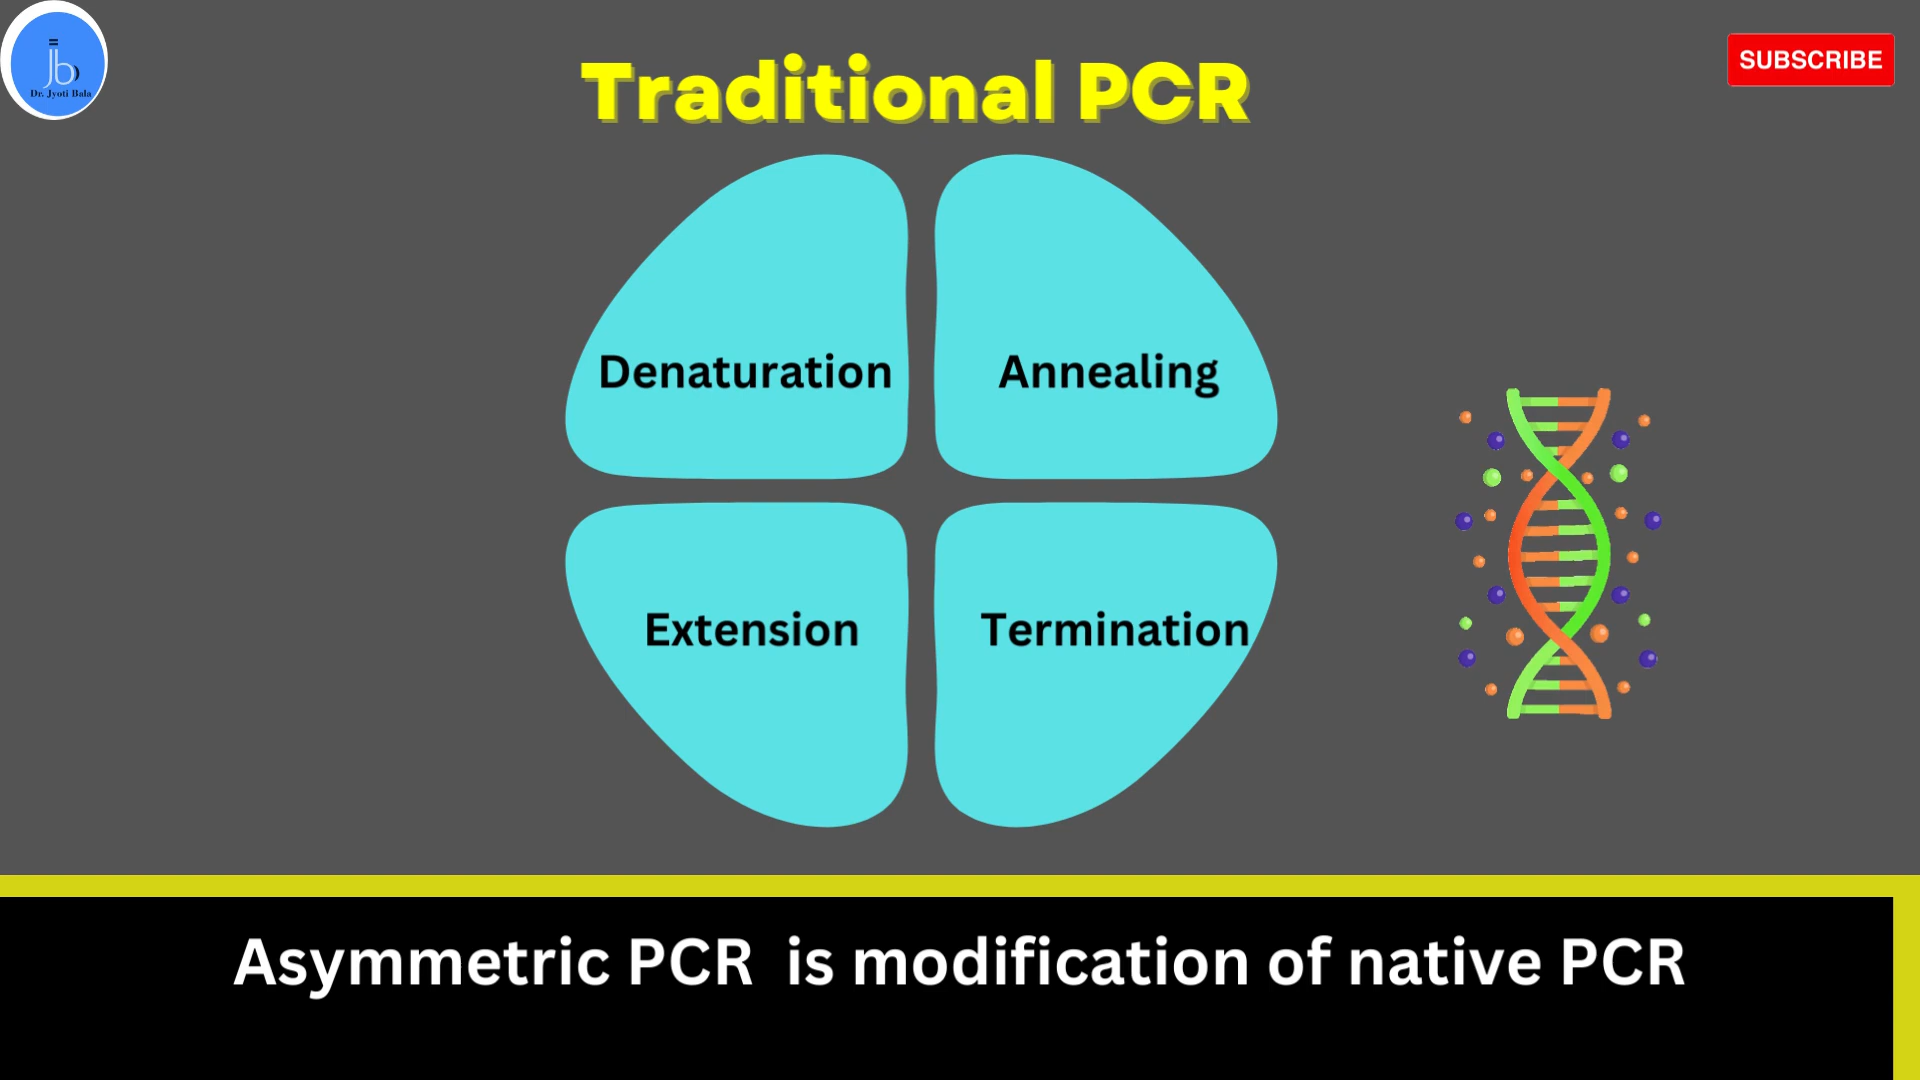 Dr. Jyoti Bala
Traditional PCR
SUBSCRIBE
Denaturation
Annealing
Extension
Termination
Asymmetric PCR is modification of native PCR